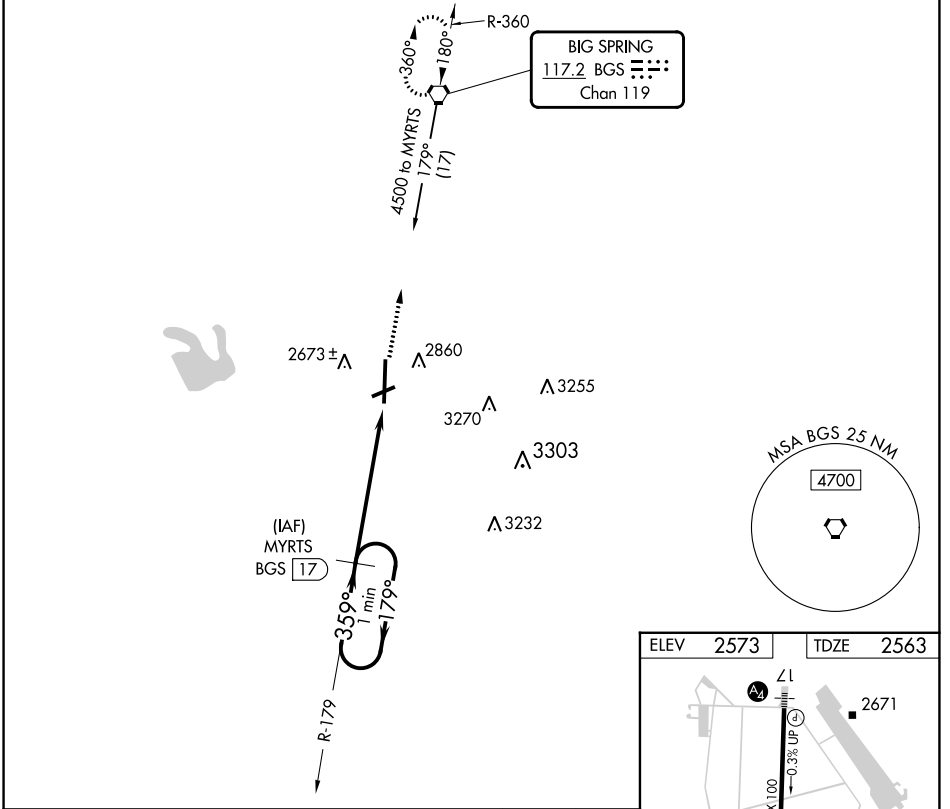 R-360
360°
180°
BIG SPRING
117.2 BGS
Chan 119
4500 to MYRTS
179°
(17)
2673 ±
2860
3255
3270
3303
3232
(IAF)
MYRTS
BGS 17
359°
1 min
179°
R-179
MSA BGS 25 NM
4700
ELEV 2573
TDZE 2563
17
A4
P
2671
0.3% UP
X100